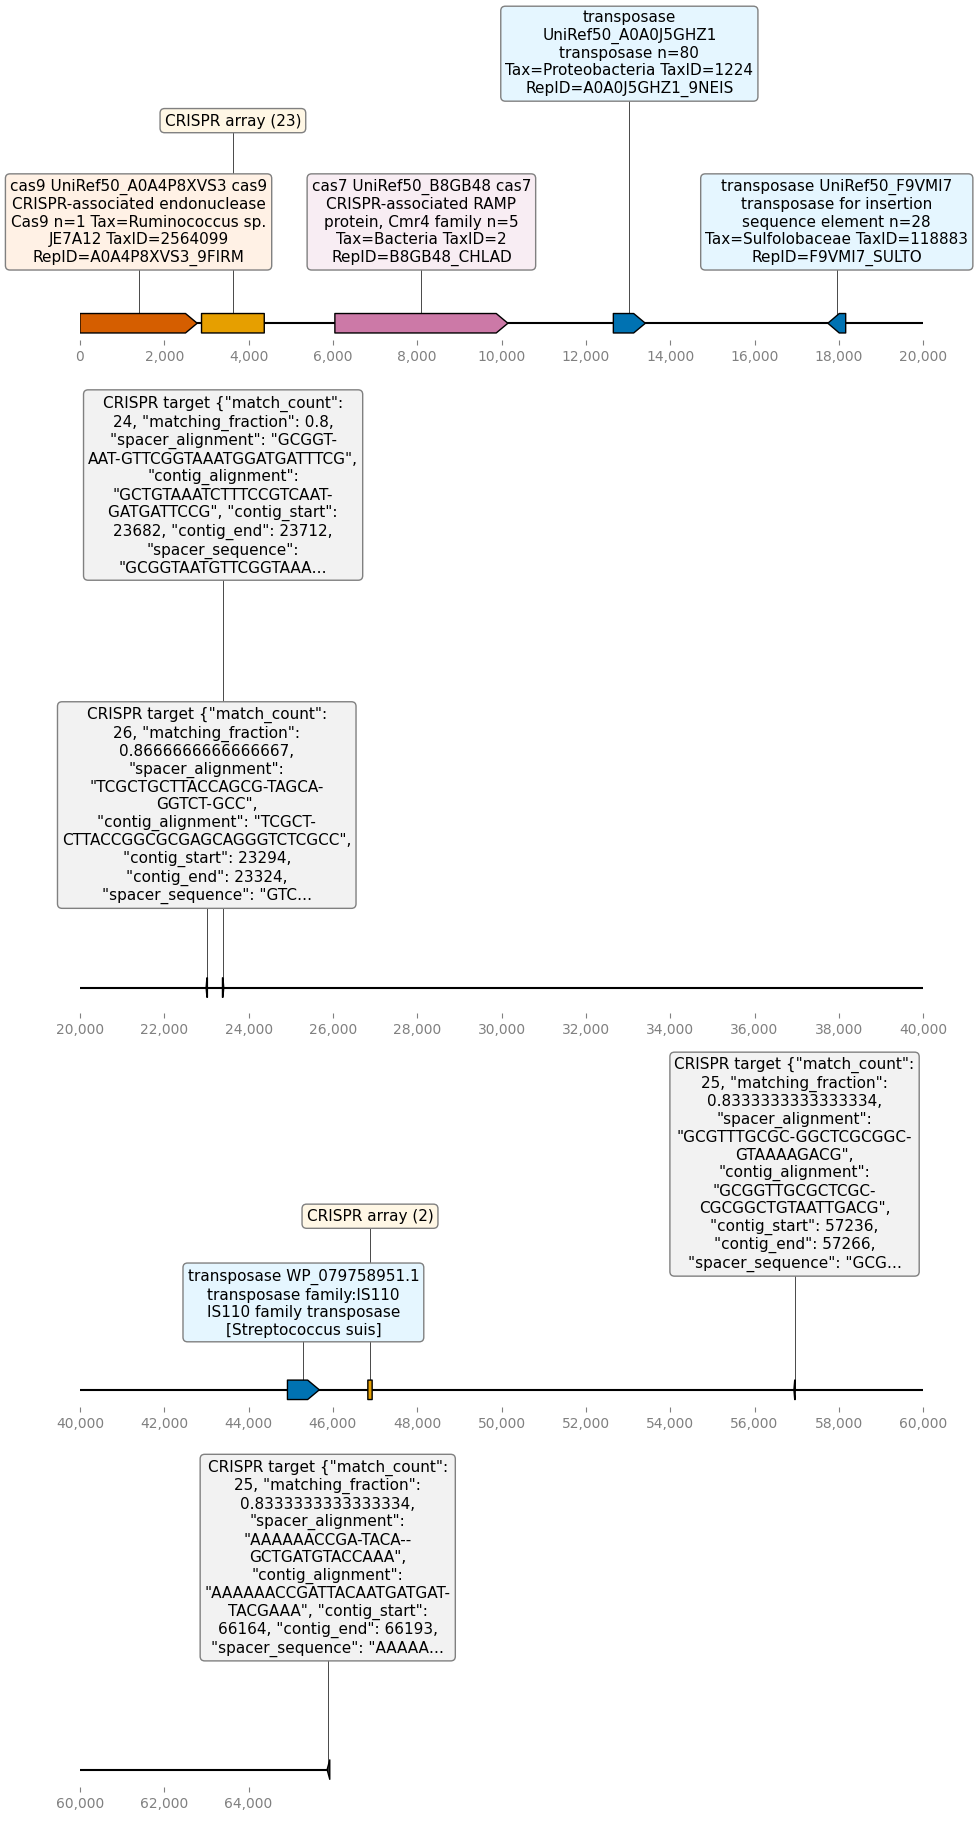 transposase
UniRef50_A0A0J5GHZ1
transposase n=80
Tax=Proteobacteria TaxID=1224
RepID=A0A0J5GHZ1_9NEIS
CRISPR array (23)
cas9 UniRef50_A0A4P8XVS3 cas9
CRISPR-associated endonuclease
Cas9 n=1 Tax=Ruminococcus sp.
JE7A12 TaxID=2564099
RepID=A0A4P8XVS3_9FIRM
cas7 UniRef50_B8GB48 cas7
CRISPR-associated RAMP
protein, Cmr4 family n=5
Tax=Bacteria TaxID=2
RepID=B8GB48_CHLAD
transposase UniRef50_F9VMI7
transposase for insertion
sequence element n=28
Tax=Sulfolobaceae TaxID=118883
RepID=F9VMI7_SULTO
0 2,000 4,000 6,000 8,000 10,000 12,000 14,000 16,000 18,000 20,000
CRISPR target {"match_count":
24, "matching_fraction": 0.8,
"spacer_alignment": "GCGGT-
AAT-GTTCGGTAAATGGATGATTTCG",
"contig_alignment":
"GCTGTAAATCTTTCCGTCAAT-
GATGATTCCG", "contig_start":
23682, "contig_end": 23712,
"spacer_sequence":
"GCGGTAATGTTCGGTAAA...
CRISPR target {"match_count":
26, "matching_fraction":
0.8666666666666667,
"spacer_alignment":
"TCGCTGCTTACCAGCG-TAGCA-
GGTCT-GCC",
"contig_alignment": "TCGCT-
CTTACCGGCGCGAGCAGGGTCTCGCC",
"contig_start": 23294,
"contig_end": 23324,
"spacer_sequence": "GTC...
20,000 22,000 24,000 26,000 28,000 30,000 32,000 34,000 36,000 38,000 40,000
CRISPR target {"match_count":
25, "matching_fraction":
0.8333333333333334,
"spacer_alignment":
"GCGTTTGCGC-GGCTCGCGGC-
GTAAAAGACG",
"contig_alignment":
"GCGGTTGCGCTCGC-
CGCGGCTGTAATTGACG",
"contig_start": 57236,
"contig_end": 57266,
"spacer_sequence": "GCG...
CRISPR array (2)
transposase WP_079758951.1
transposase family:IS110
IS110 family transposase
[Streptococcus suis]
40,000 42,000 44,000 46,000 48,000 50,000 52,000 54,000 56,000 58,000 60,000
CRISPR target {"match_count":
25, "matching_fraction":
0.8333333333333334,
"spacer_alignment":
"AAAAAACCGA-TACA--
GCTGATGTACCAAA",
"contig_alignment":
"AAAAAACCGATTACAATGATGAT-
TACGAAA", "contig_start":
66164, "contig_end": 66193,
"spacer_sequence": "AAAAA...
60,000 62,000 64,000